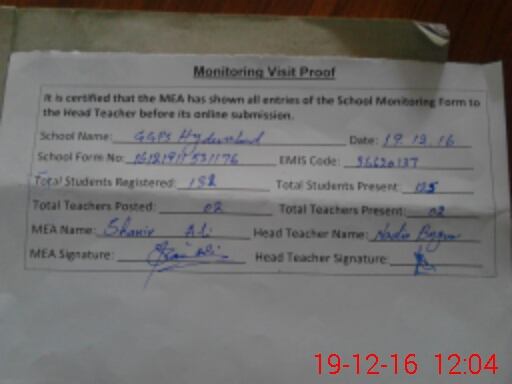 Monitoring Visit Proof
It is certified that the MEA has shown all entries of the School Monitoring Form to
the Head Teacher before its online submission.
School Name: GGPS Hyderabad Date: 19.12.16
School Form No: EMIS Code:
Total Students Registered: Total Students Present:
Total Teachers Posted: 02 Total Teachers Present: 02
MEA Name: Ali Head Teacher Name: Nadia
MEA Signature: Head Teacher Signature:
19-12-16 12:04